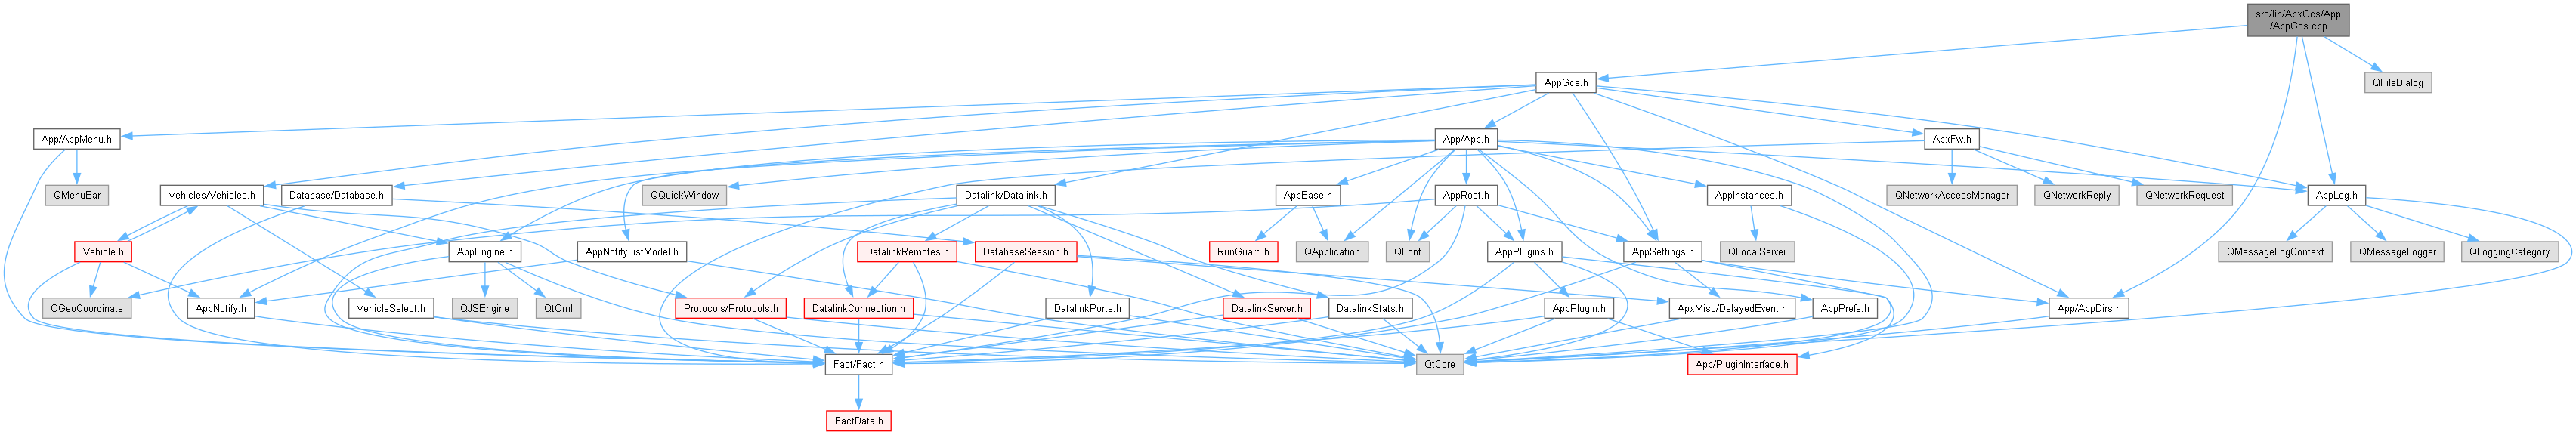 src/lib/ApxGcs/App
/AppGcs.cpp
AppGcs.h
QFileDialog
App/AppMenu.h
App/App.h
ApxFw.h
QMenuBar
Vehicles/Vehicles.h
Database/Database.h
QQuickWindow
Datalink/Datalink.h
AppBase.h
AppRoot.h
AppInstances.h
QNetworkAccessManager
QNetworkReply
QNetworkRequest
AppLog.h
Vehicle.h
AppEngine.h
AppNotifyListModel.h
DatalinkRemotes.h
DatabaseSession.h
RunGuard.h
QApplication
QFont
AppPlugins.h
AppSettings.h
QLocalServer
QMessageLogContext
QMessageLogger
QLoggingCategory
QGeoCoordinate
AppNotify.h
VehicleSelect.h
QJSEngine
QtQml
Protocols/Protocols.h
DatalinkConnection.h
DatalinkPorts.h
DatalinkServer.h
DatalinkStats.h
AppPlugin.h
ApxMisc/DelayedEvent.h
AppPrefs.h
App/AppDirs.h
Fact/Fact.h
QtCore
App/PluginInterface.h
FactData.h